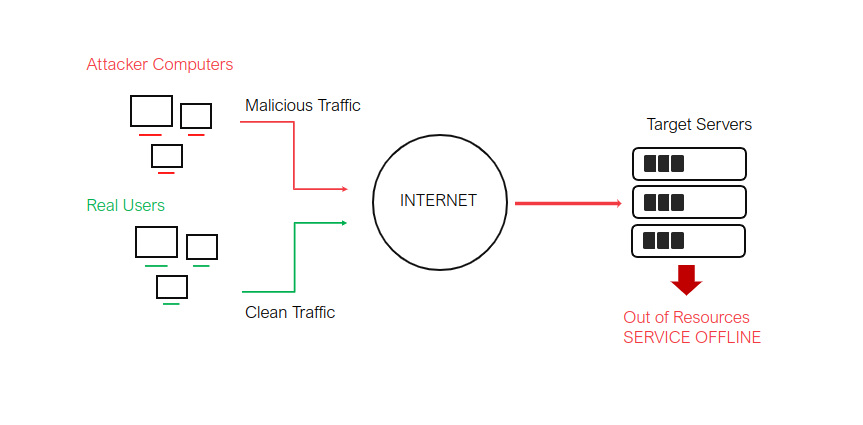 Attacker Computers
Malicious Traffic
Target Servers
INTERNET
Real Users
Clean Traffic
Out of Resources
SERVICE OFFLINE